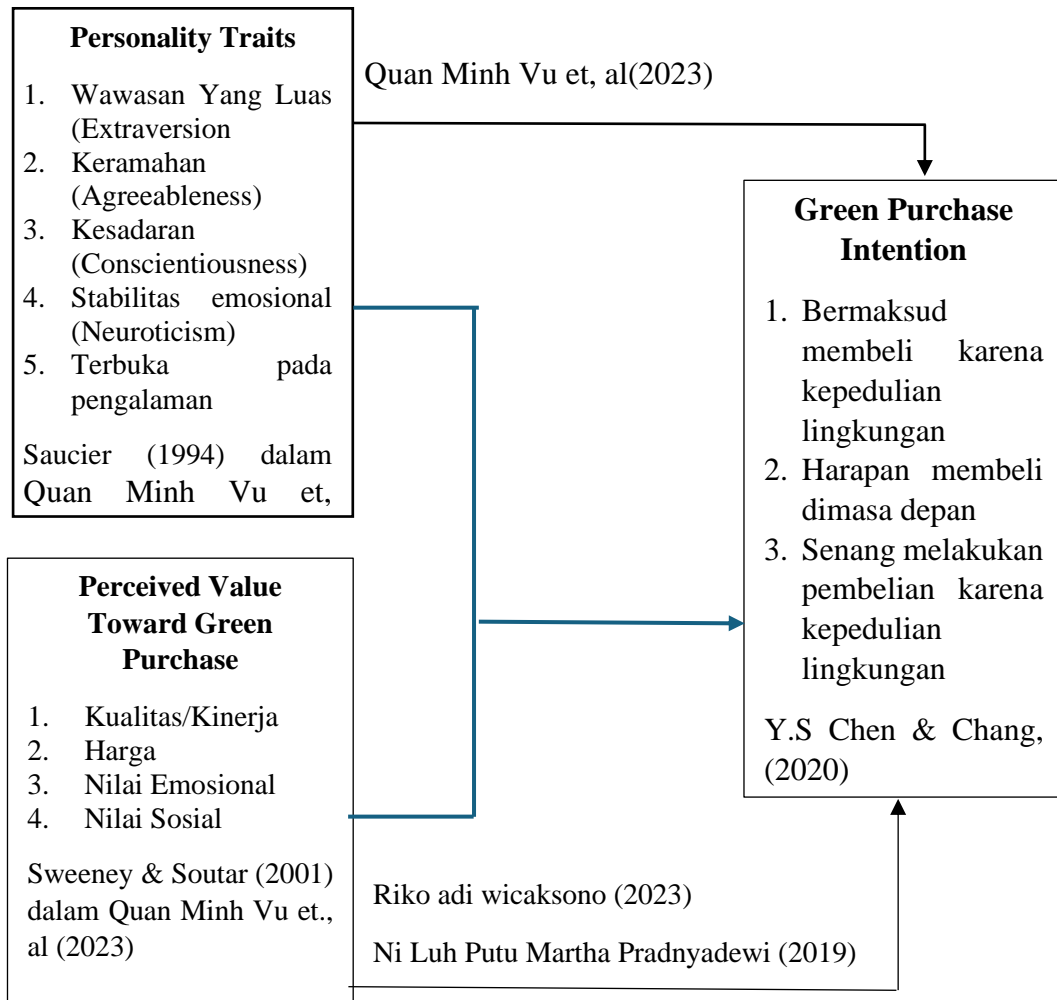 Personality Traits
1. Wawasan Yang Luas
(Extraversion
2. Keramahan
(Agreeableness)
3. Kesadaran
(Conscientiousness)
4. Stabilitas emosional
(Neuroticism)
5. Terbuka pada
pengalaman
Saucier (1994) dalam
Quan Minh Vu et,
Quan Minh Vu et, al(2023)
Green Purchase
Intention
1. Bermaksud
membeli karena
kepedulian
lingkungan
2. Harapan membeli
dimasa depan
3. Senang melakukan
pembelian karena
kepedulian
lingkungan
Y.S Chen & Chang,
(2020)
Perceived Value
Toward Green
Purchase
1. Kualitas/Kinerja
2. Harga
3. Nilai Emosional
4. Nilai Sosial
Sweeney & Soutar (2001)
dalam Quan Minh Vu et.,
al (2023)
Riko adi wicaksono (2023)
Ni Luh Putu Martha Pradnyadewi (2019)